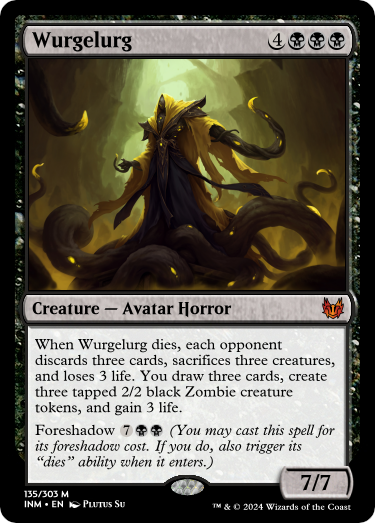 Wurgelurg 4
Creature — Avatar Horror
When Wurgelurg dies, each opponent
discards three cards, sacrifices three creatures,
and loses 3 life. You draw three cards, create
three tapped 2/2 black Zombie creature
tokens, and gain 3 life.
Foreshadow 7 (You may cast this spell for
its foreshadow cost. If you do, also trigger its
“dies” ability when it enters.)
7/7
135/303 M
INM • EN Plutus Su
™ & © 2024 Wizards of the Coast